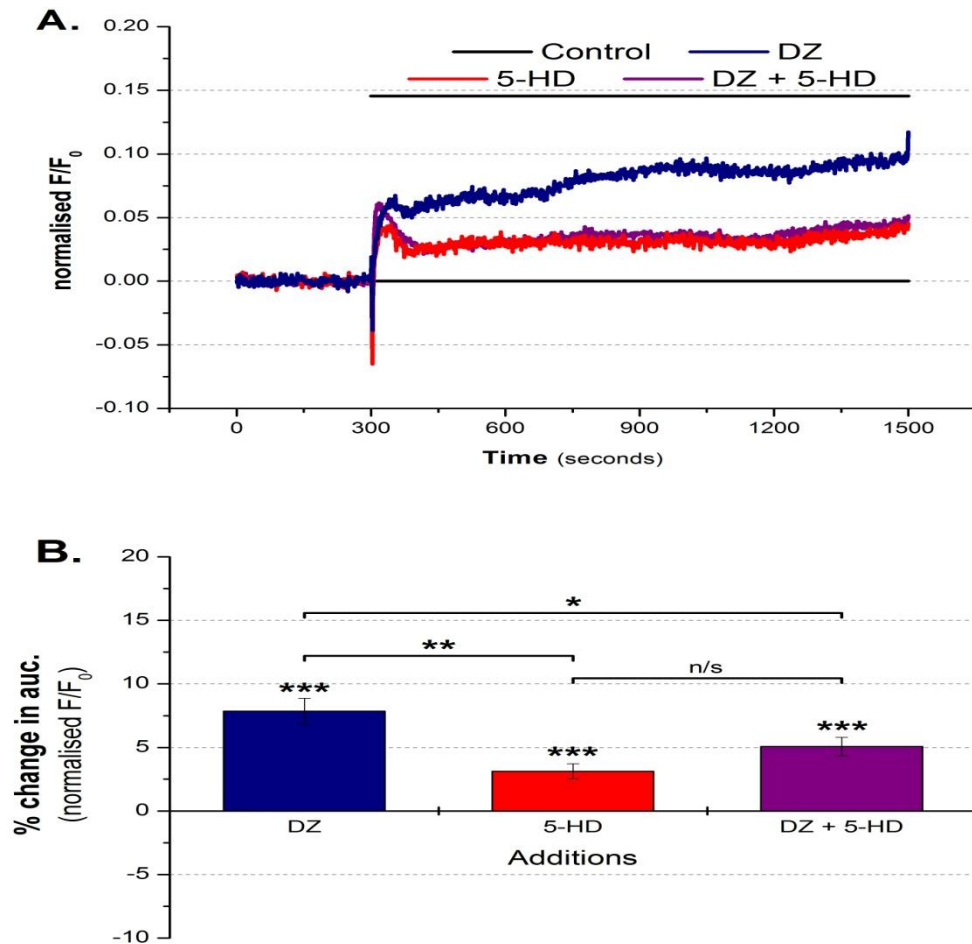 A.
Control DZ
5-HD DZ + 5-HD
0.20
0.15
0.10
0.05
0.00
-0.05
-0.10
normalised F/F₀
0 300 600 900 1200 1500
Time (seconds)
B.
20
15
10
5
0
-5
-10
% change in auc.
(normalised F/F₀)
*
**
n/s
***
***
***
DZ 5-HD DZ + 5-HD
Additions